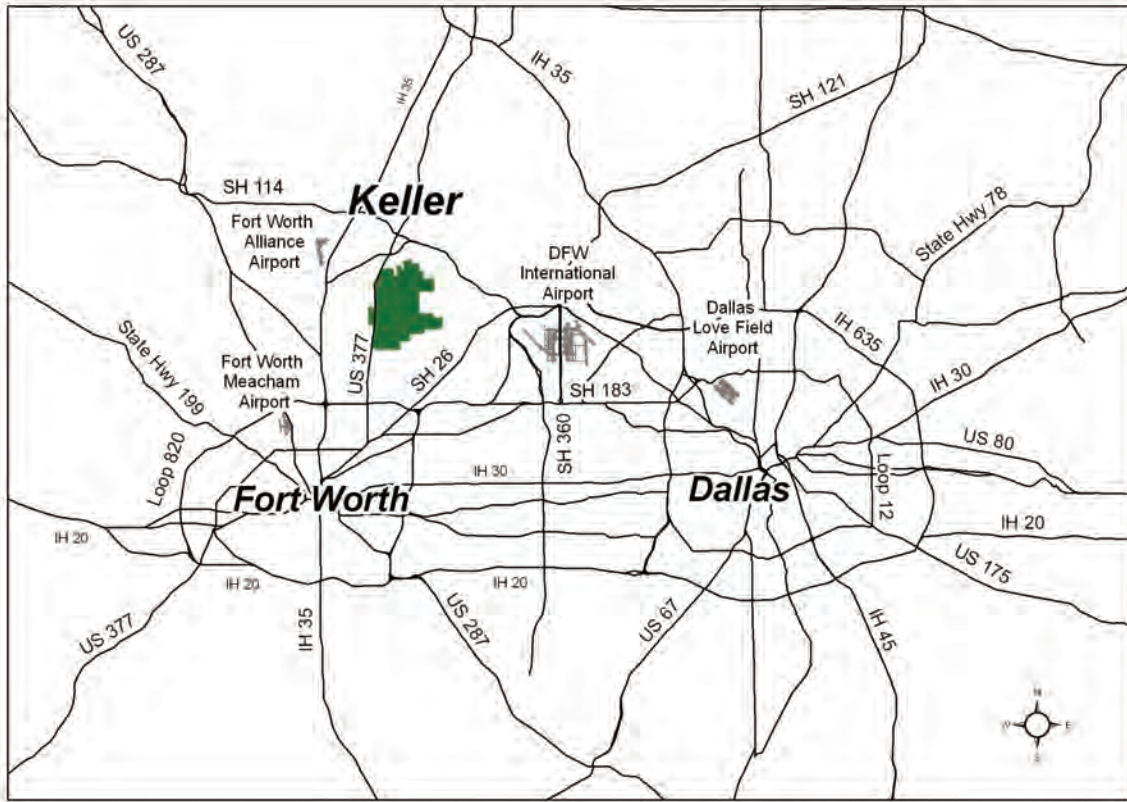 US 287
IH 35
IH 35
SH 121
SH 114
Keller
State Hwy 78
Fort Worth
Alliance
Airport
DFW
International
Airport
Dallas
Love Field
Airport
IH 635
State Hwy 199
Fort Worth
Meacham
Airport
US 377
SH 26
IH 30
SH 183
Loop 820
SH 360
US 80
IH 30
Loop 12
Fort Worth
Dallas
IH 20
IH 20
IH 20
IH 20
US 175
US 377
IH 35
US 287
US 67
IH 45
N
E
S